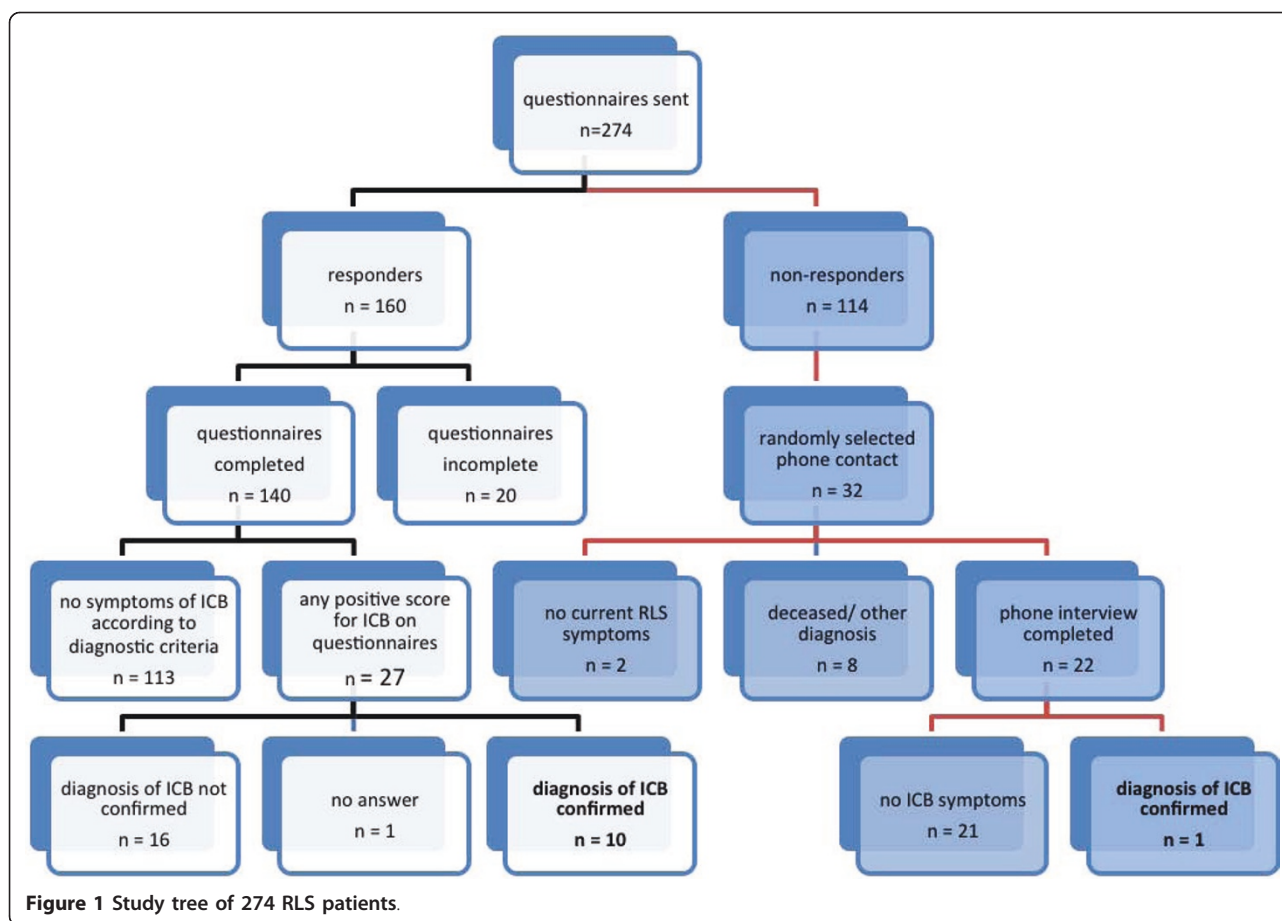 questionnaires sent
n=274
responders
n = 160
non-responders
n = 114
questionnaires
completed
n = 140
questionnaires
incomplete
n = 20
randomly selected
phone contact
n = 32
no symptoms of ICB
according to
diagnostic criteria
n = 113
any positive score
for ICB on
questionnaires
n = 27
no current RLS
symptoms
n = 2
deceased/ other
diagnosis
n = 8
phone interview
completed
n = 22
diagnosis of ICB not
confirmed
n = 16
no answer
n = 1
diagnosis of ICB
confirmed
n = 10
no ICB symptoms
n = 21
diagnosis of ICB
confirmed
n = 1
Figure 1 Study tree of 274 RLS patients.